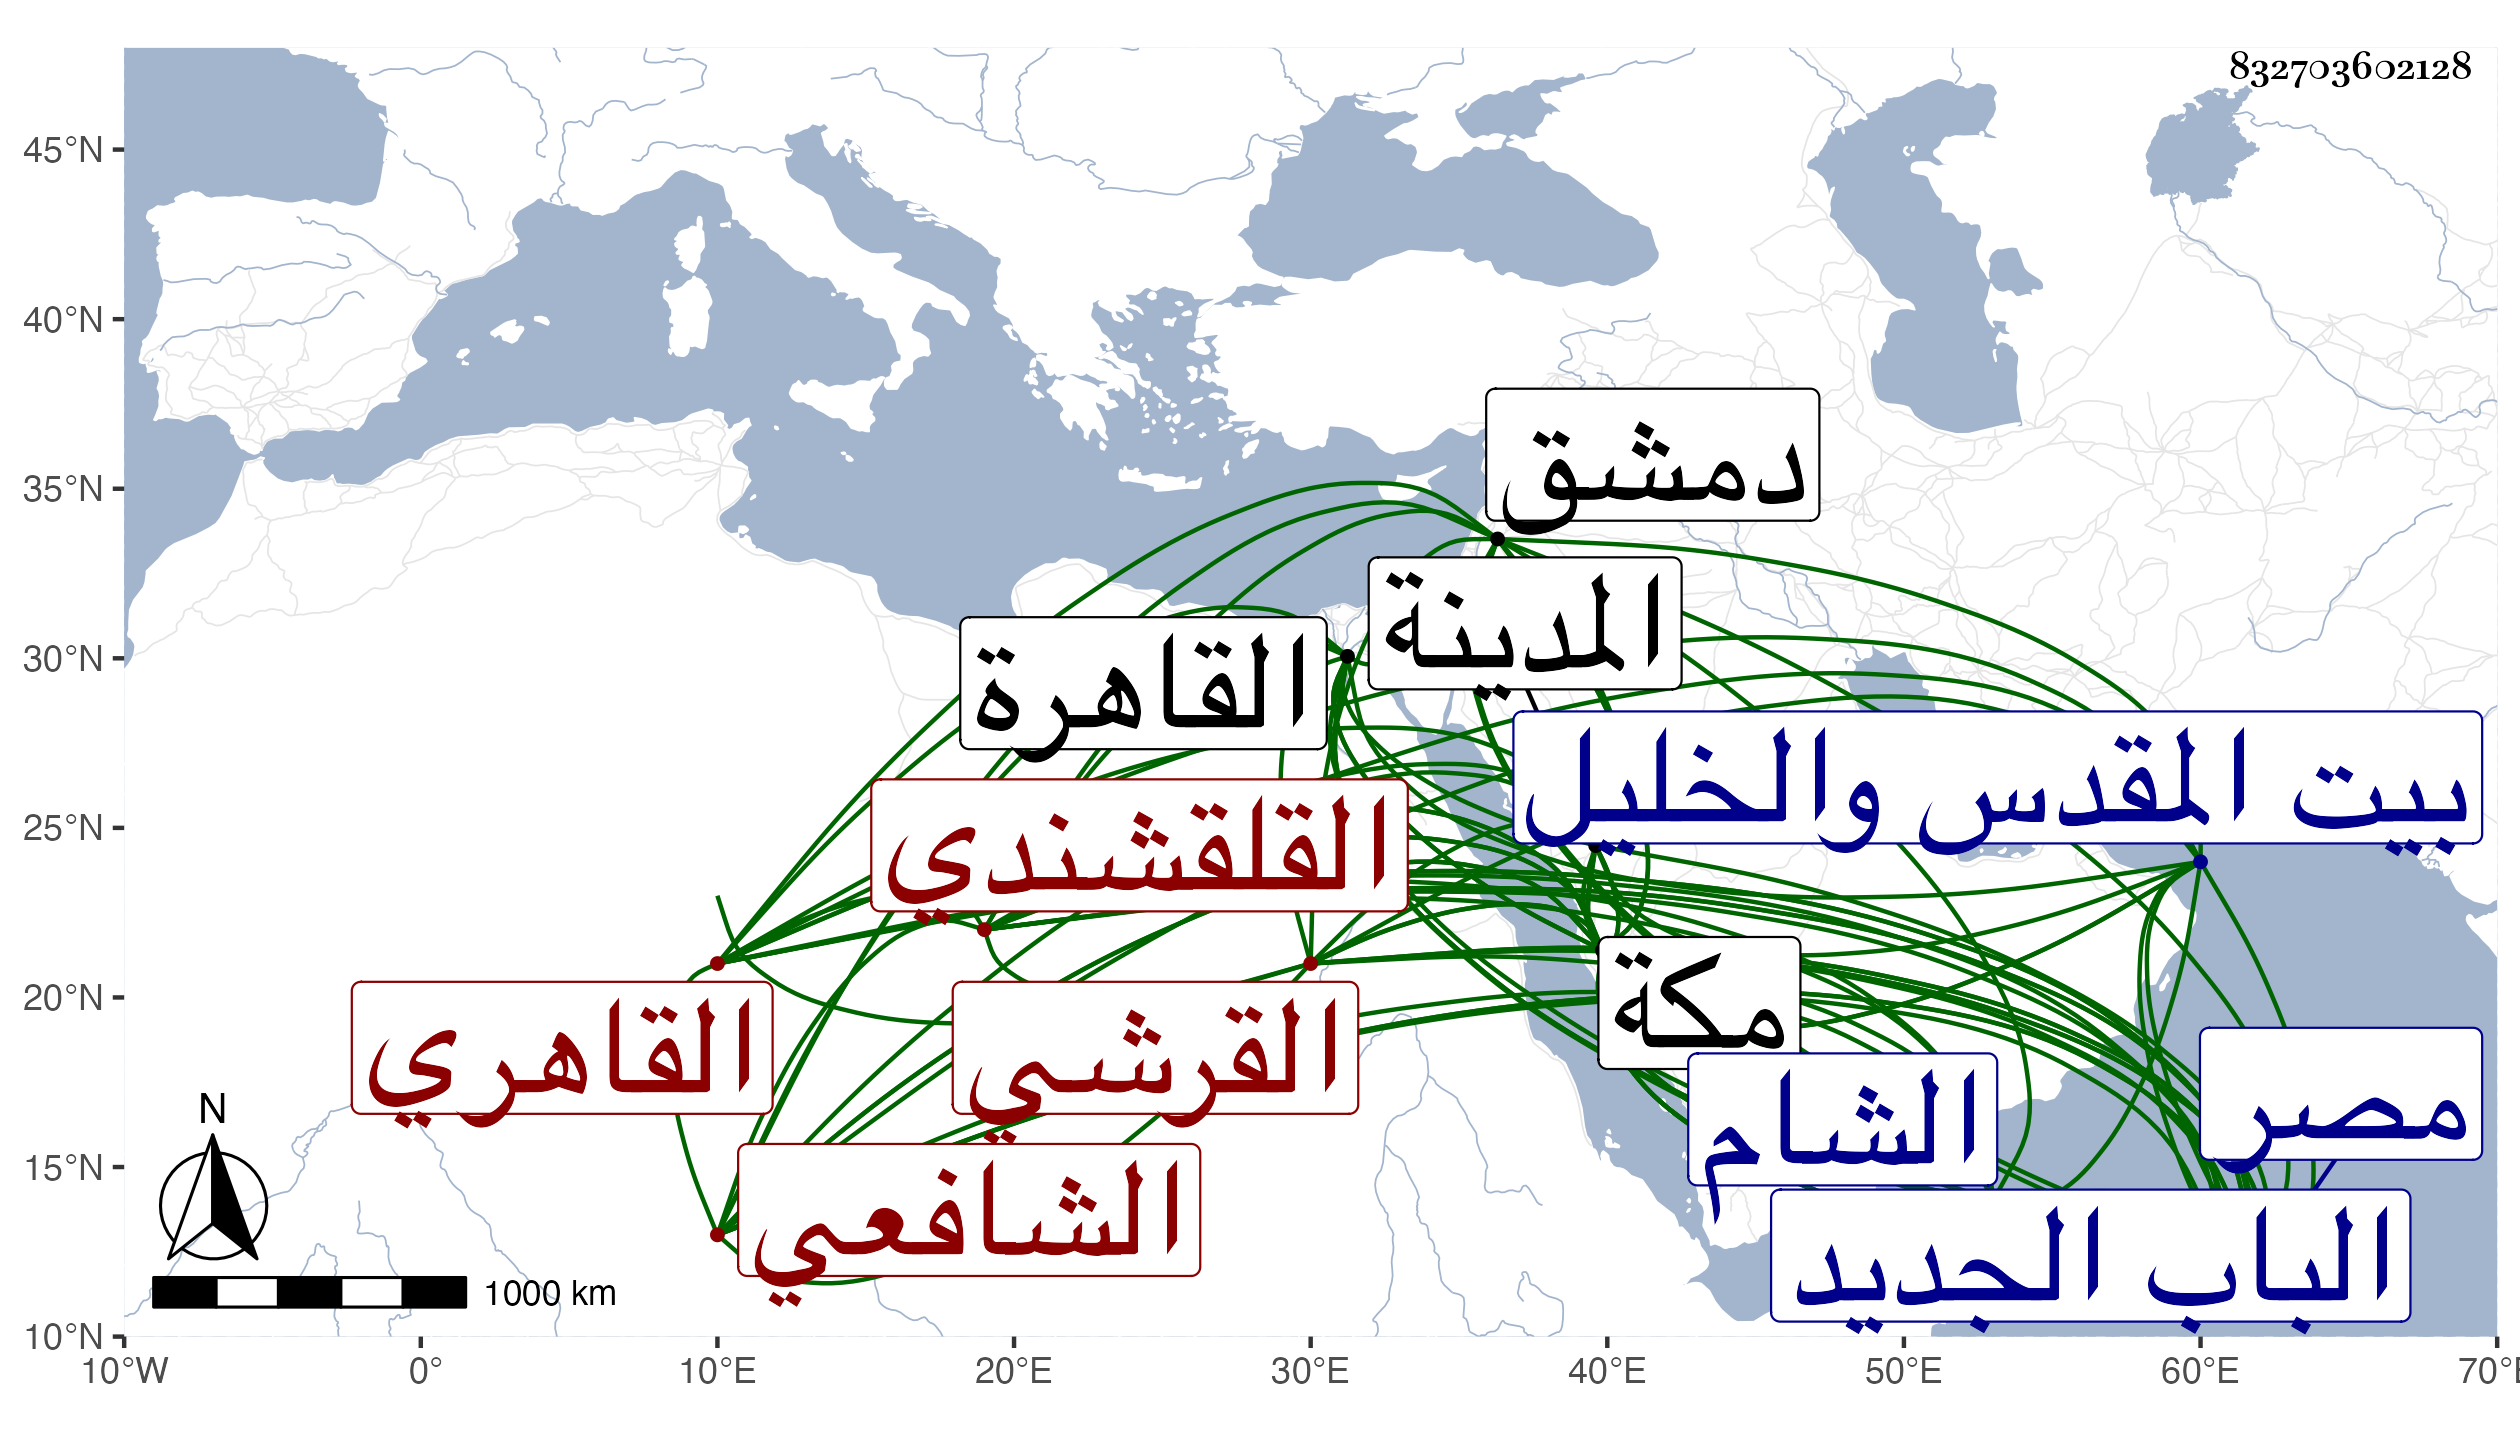 832703602128
45°N
40°N
35°N
30°N
25°N
20°N
15°N
10°N
دمشق
المدينة
القاهرة
بيت المقدس والخليل
القلقشندي
مكة
القاهري
القرشي
مصر
الشام
الشافعي
الباب الحديد
N
1000 km
10°W 0° 10°E 20°E 30°E 40°E 50°E 60°E 70°E